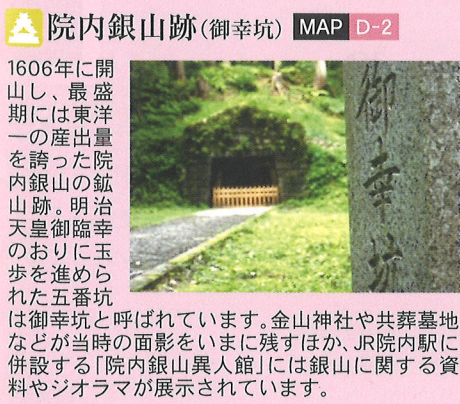 院内銀山跡(御幸坑) MAP D-2
1606年に開
山し、最盛
期には東洋
一の産出量
を誇った院
内銀山の鉱
山跡。明治
天皇御臨幸
のおりに玉
歩を進めら
れた五番坑
は御幸坑と呼ばれています。金山神社や共葬墓地
などが当時の面影をいまに残すほか、JR院内駅に
併設する「院内銀山異人館」には銀山に関する資
料やジオラマが展示されています。
御幸坑